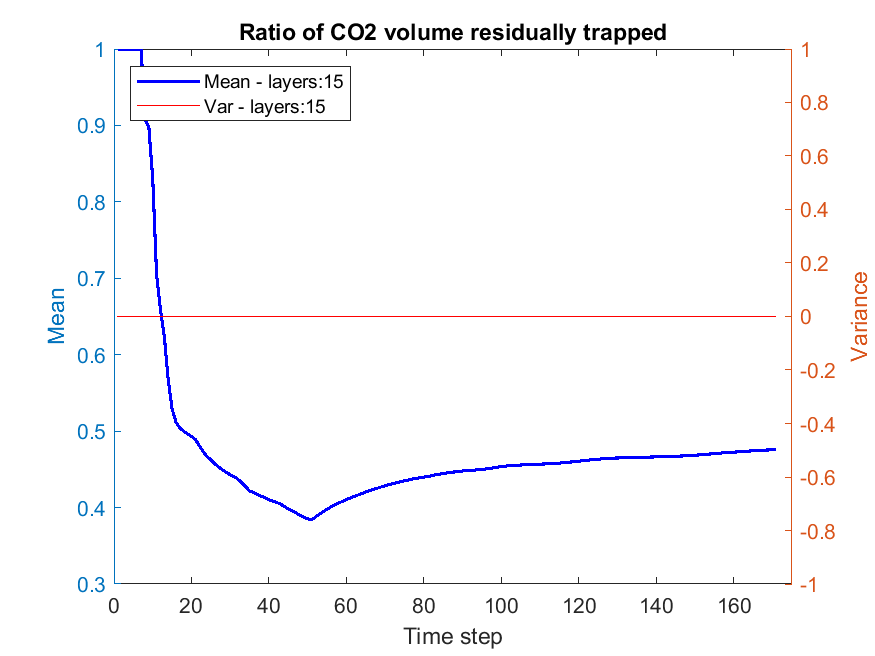 Ratio of CO2 volume residually trapped
Mean - layers:15
Var - layers:15
Mean
1
0.9
0.8
0.7
0.6
0.5
0.4
0.3
Variance
1
0.8
0.6
0.4
0.2
0
-0.2
-0.4
-0.6
-0.8
-1
0 20 40 60 80 100 120 140 160
Time step